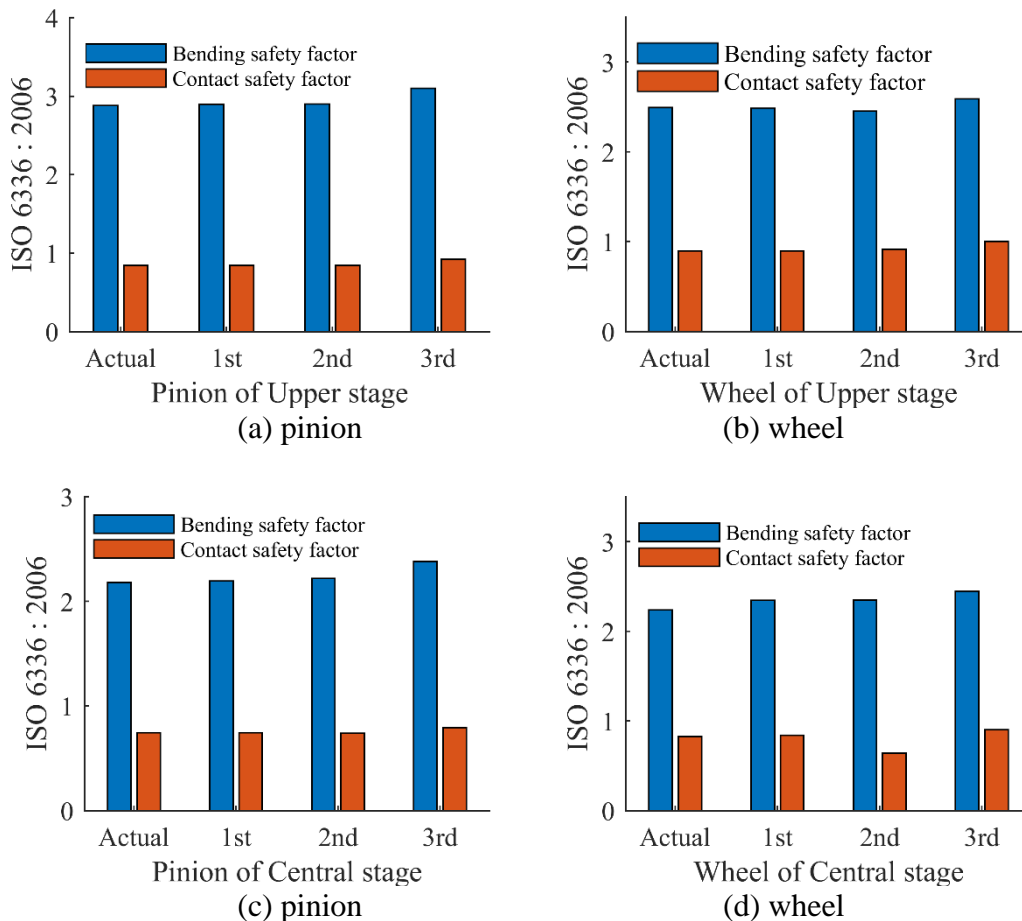 4
3
2
1
0
ISO 6336 : 2006
Bending safety factor
Contact safety factor
Actual 1st 2nd 3rd
Pinion of Upper stage
(a) pinion
3
2
1
0
ISO 6336 : 2006
Bending safety factor
Contact safety factor
Actual 1st 2nd 3rd
Wheel of Upper stage
(b) wheel
3
2
1
0
ISO 6336 : 2006
Bending safety factor
Contact safety factor
Actual 1st 2nd 3rd
Pinion of Central stage
(c) pinion
3
2
1
0
ISO 6336 : 2006
Bending safety factor
Contact safety factor
Actual 1st 2nd 3rd
Wheel of Central stage
(d) wheel